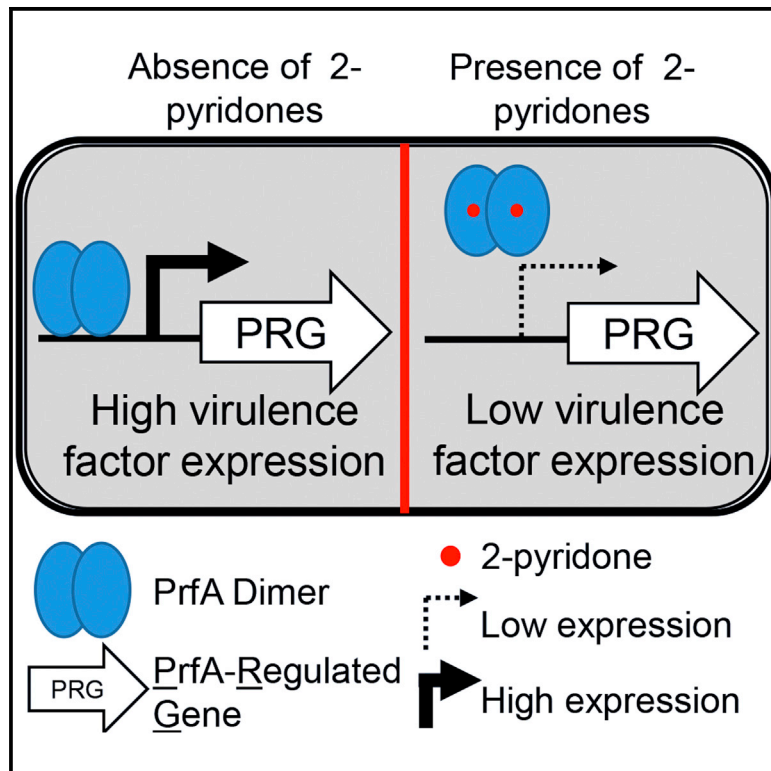 Absence of 2-
pyridones
Presence of 2-
pyridones
PRG
High virulence
factor expression
PRG
Low virulence
factor expression
PrfA Dimer
PRG
PrfA-Regulated
Gene
2-pyridone
Low expression
High expression